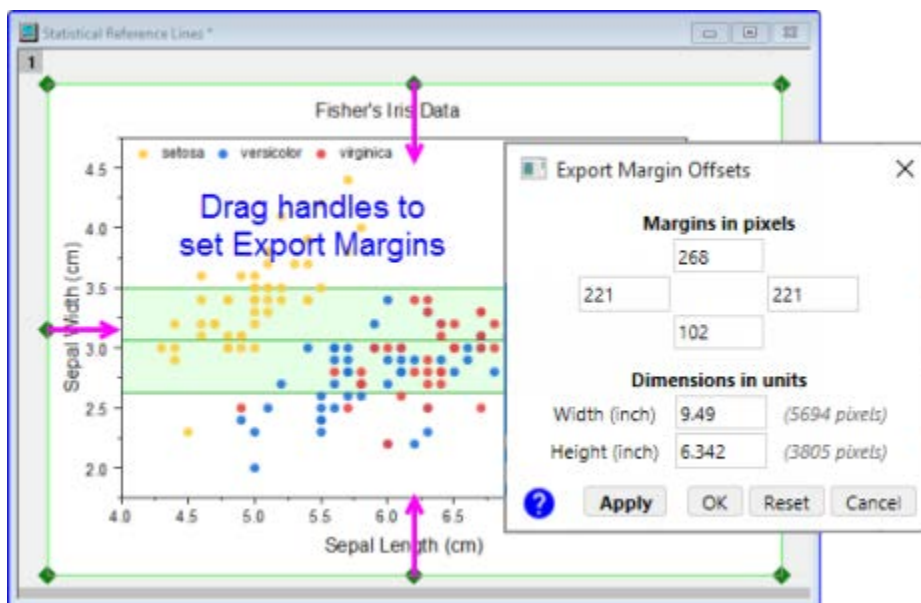 Statistical Reference Lines *
1
Fisher's Iris Data
setosa versicolor virginica
Drag handles to
set Export Margins
Sepal Width (cm)
4.5
4.0
3.5
3.0
2.5
2.0
4.0 4.5 5.0 5.5 6.0 6.5
Sepal Length (cm)
Export Margin Offsets
Margins in pixels
268
221 221
102
Dimensions in units
Width (inch) 9.49 (5694 pixels)
Height (inch) 6.342 (3805 pixels)
? Apply OK Reset Cancel